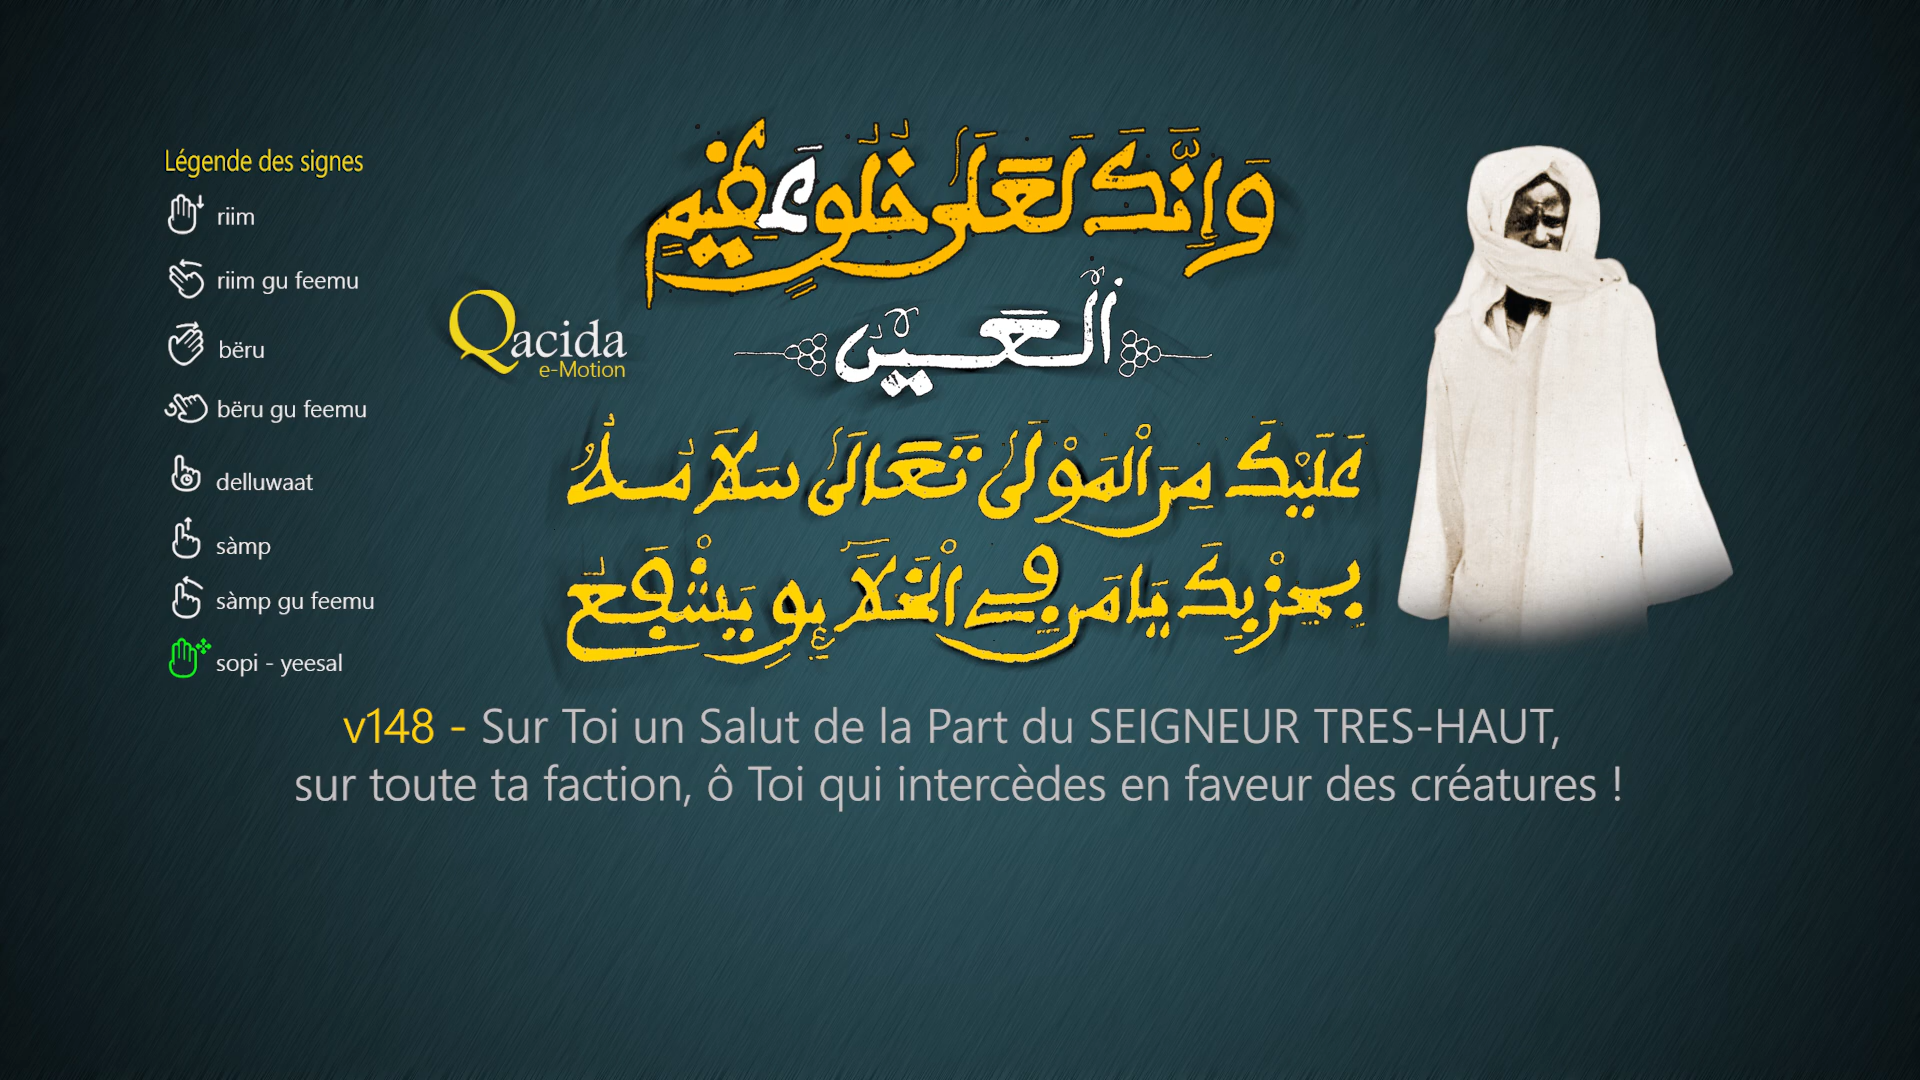 Légende des signes
riim
riim gu feemu
bëru
bëru gu feemu
delluwaat
sàmp
sàmp gu feemu
sopi - yeesal
Qacida
e-Motion
وَإِنَّكَ لَعَلَىٰ خُلُقٍ عَظِيمٍ
الْعَيْن
عَلَيْكَ مِنَ الْمَوْلَىٰ تَعَالَىٰ سَلَامُهُ
بِحِزْبِكَ يَا مَن فِي الْخَلَائِقِ يَشْفَعُ
v148 - Sur Toi un Salut de la Part du SEIGNEUR TRES-HAUT,
sur toute ta faction, ô Toi qui intercèdes en faveur des créatures !